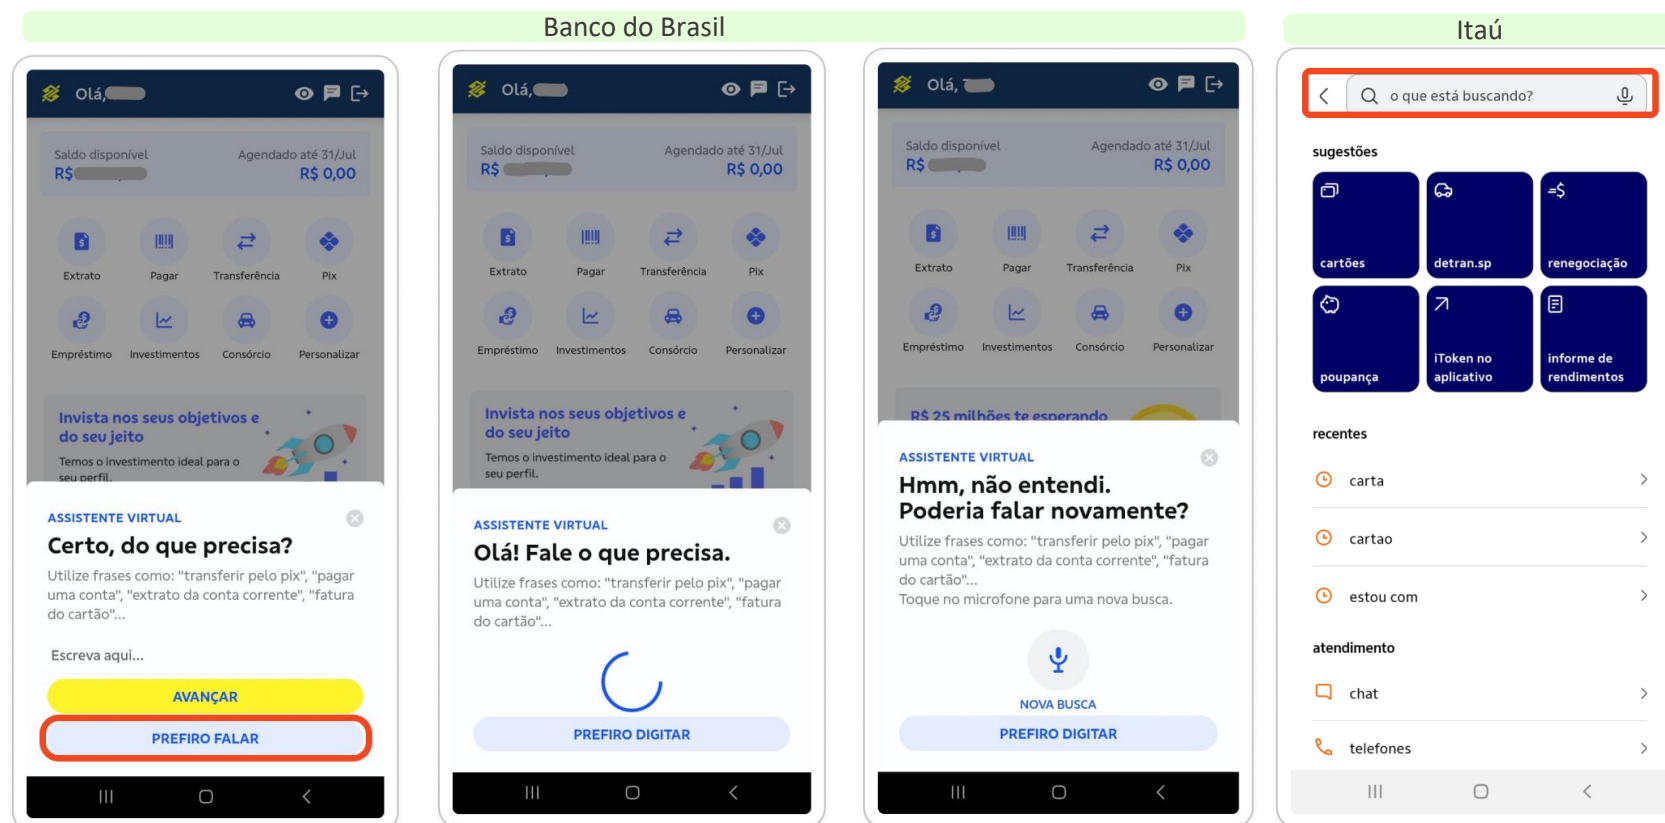 Banco do Brasil
Olá,
Saldo disponível
Agendado até 31/Jul
R$
R$ 0,00
Extrato
Pagar
Transferência
Pix
Empréstimo
Investimentos
Consórcio
Personalizar
Invista nos seus objetivos e
do seu jeito
Temos o investimento ideal para o
seu perfil.
ASSISTENTE VIRTUAL
Certo, do que precisa?
Utilize frases como: "transferir pelo pix", "pagar
uma conta", "extrato da conta corrente", "fatura
do cartão"...
Escreva aqui...
AVANÇAR
PREFIRO FALAR
Olá,
Saldo disponível
Agendado até 31/Jul
R$
R$ 0,00
Extrato
Pagar
Transferência
Pix
Empréstimo
Investimentos
Consórcio
Personalizar
Invista nos seus objetivos e
do seu jeito
Temos o investimento ideal para o
seu perfil.
ASSISTENTE VIRTUAL
Olá! Fale o que precisa.
Utilize frases como: "transferir pelo pix", "pagar
uma conta", "extrato da conta corrente", "fatura
do cartão"...
PREFIRO DIGITAR
Olá,
Saldo disponível
Agendado até 31/Jul
R$
R$ 0,00
Extrato
Pagar
Transferência
Pix
Empréstimo
Investimentos
Consórcio
Personalizar
R$ 25 milhões te esperando
ASSISTENTE VIRTUAL
Hmm, não entendi.
Poderia falar novamente?
Utilize frases como: "transferir pelo pix", "pagar
uma conta", "extrato da conta corrente", "fatura
do cartão"...
Toque no microfone para uma nova busca.
NOVA BUSCA
PREFIRO DIGITAR
Itaú
o que está buscando?
sugestões
cartões
detran.sp
renegociação
poupança
iToken no
aplicativo
informe de
rendimentos
recentes
carta
cartao
estou com
atendimento
chat
telefones